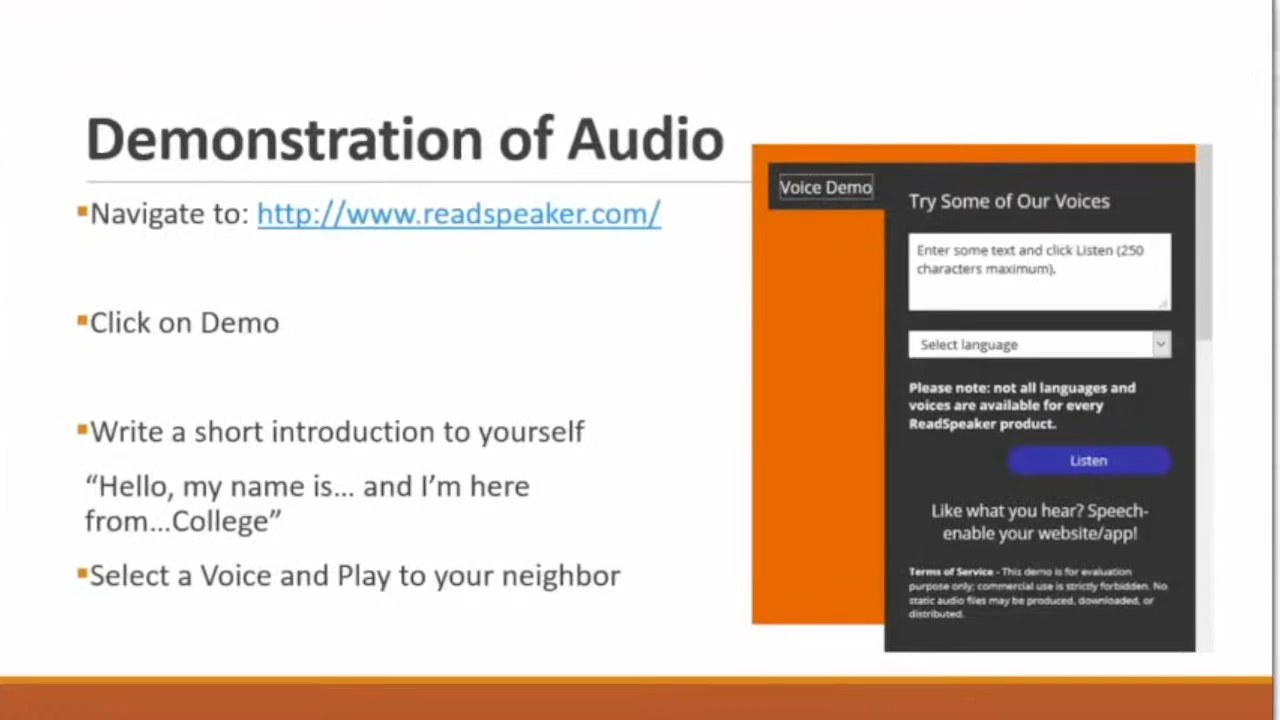 Demonstration of Audio
▪Navigate to: http://www.readspeaker.com/
▪Click on Demo
▪Write a short introduction to yourself
“Hello, my name is… and I’m here
from…College”
▪Select a Voice and Play to your neighbor
Voice Demo
Try Some of Our Voices
Enter some text and click Listen (250
characters maximum).
Select language
Please note: not all languages and
voices are available for every
ReadSpeaker product.
Listen
Like what you hear? Speech-
enable your website/app!
Terms of Service - This demo is for evaluation
purpose only; commercial use is strictly forbidden. No
static audio files may be produced, downloaded, or
distributed.